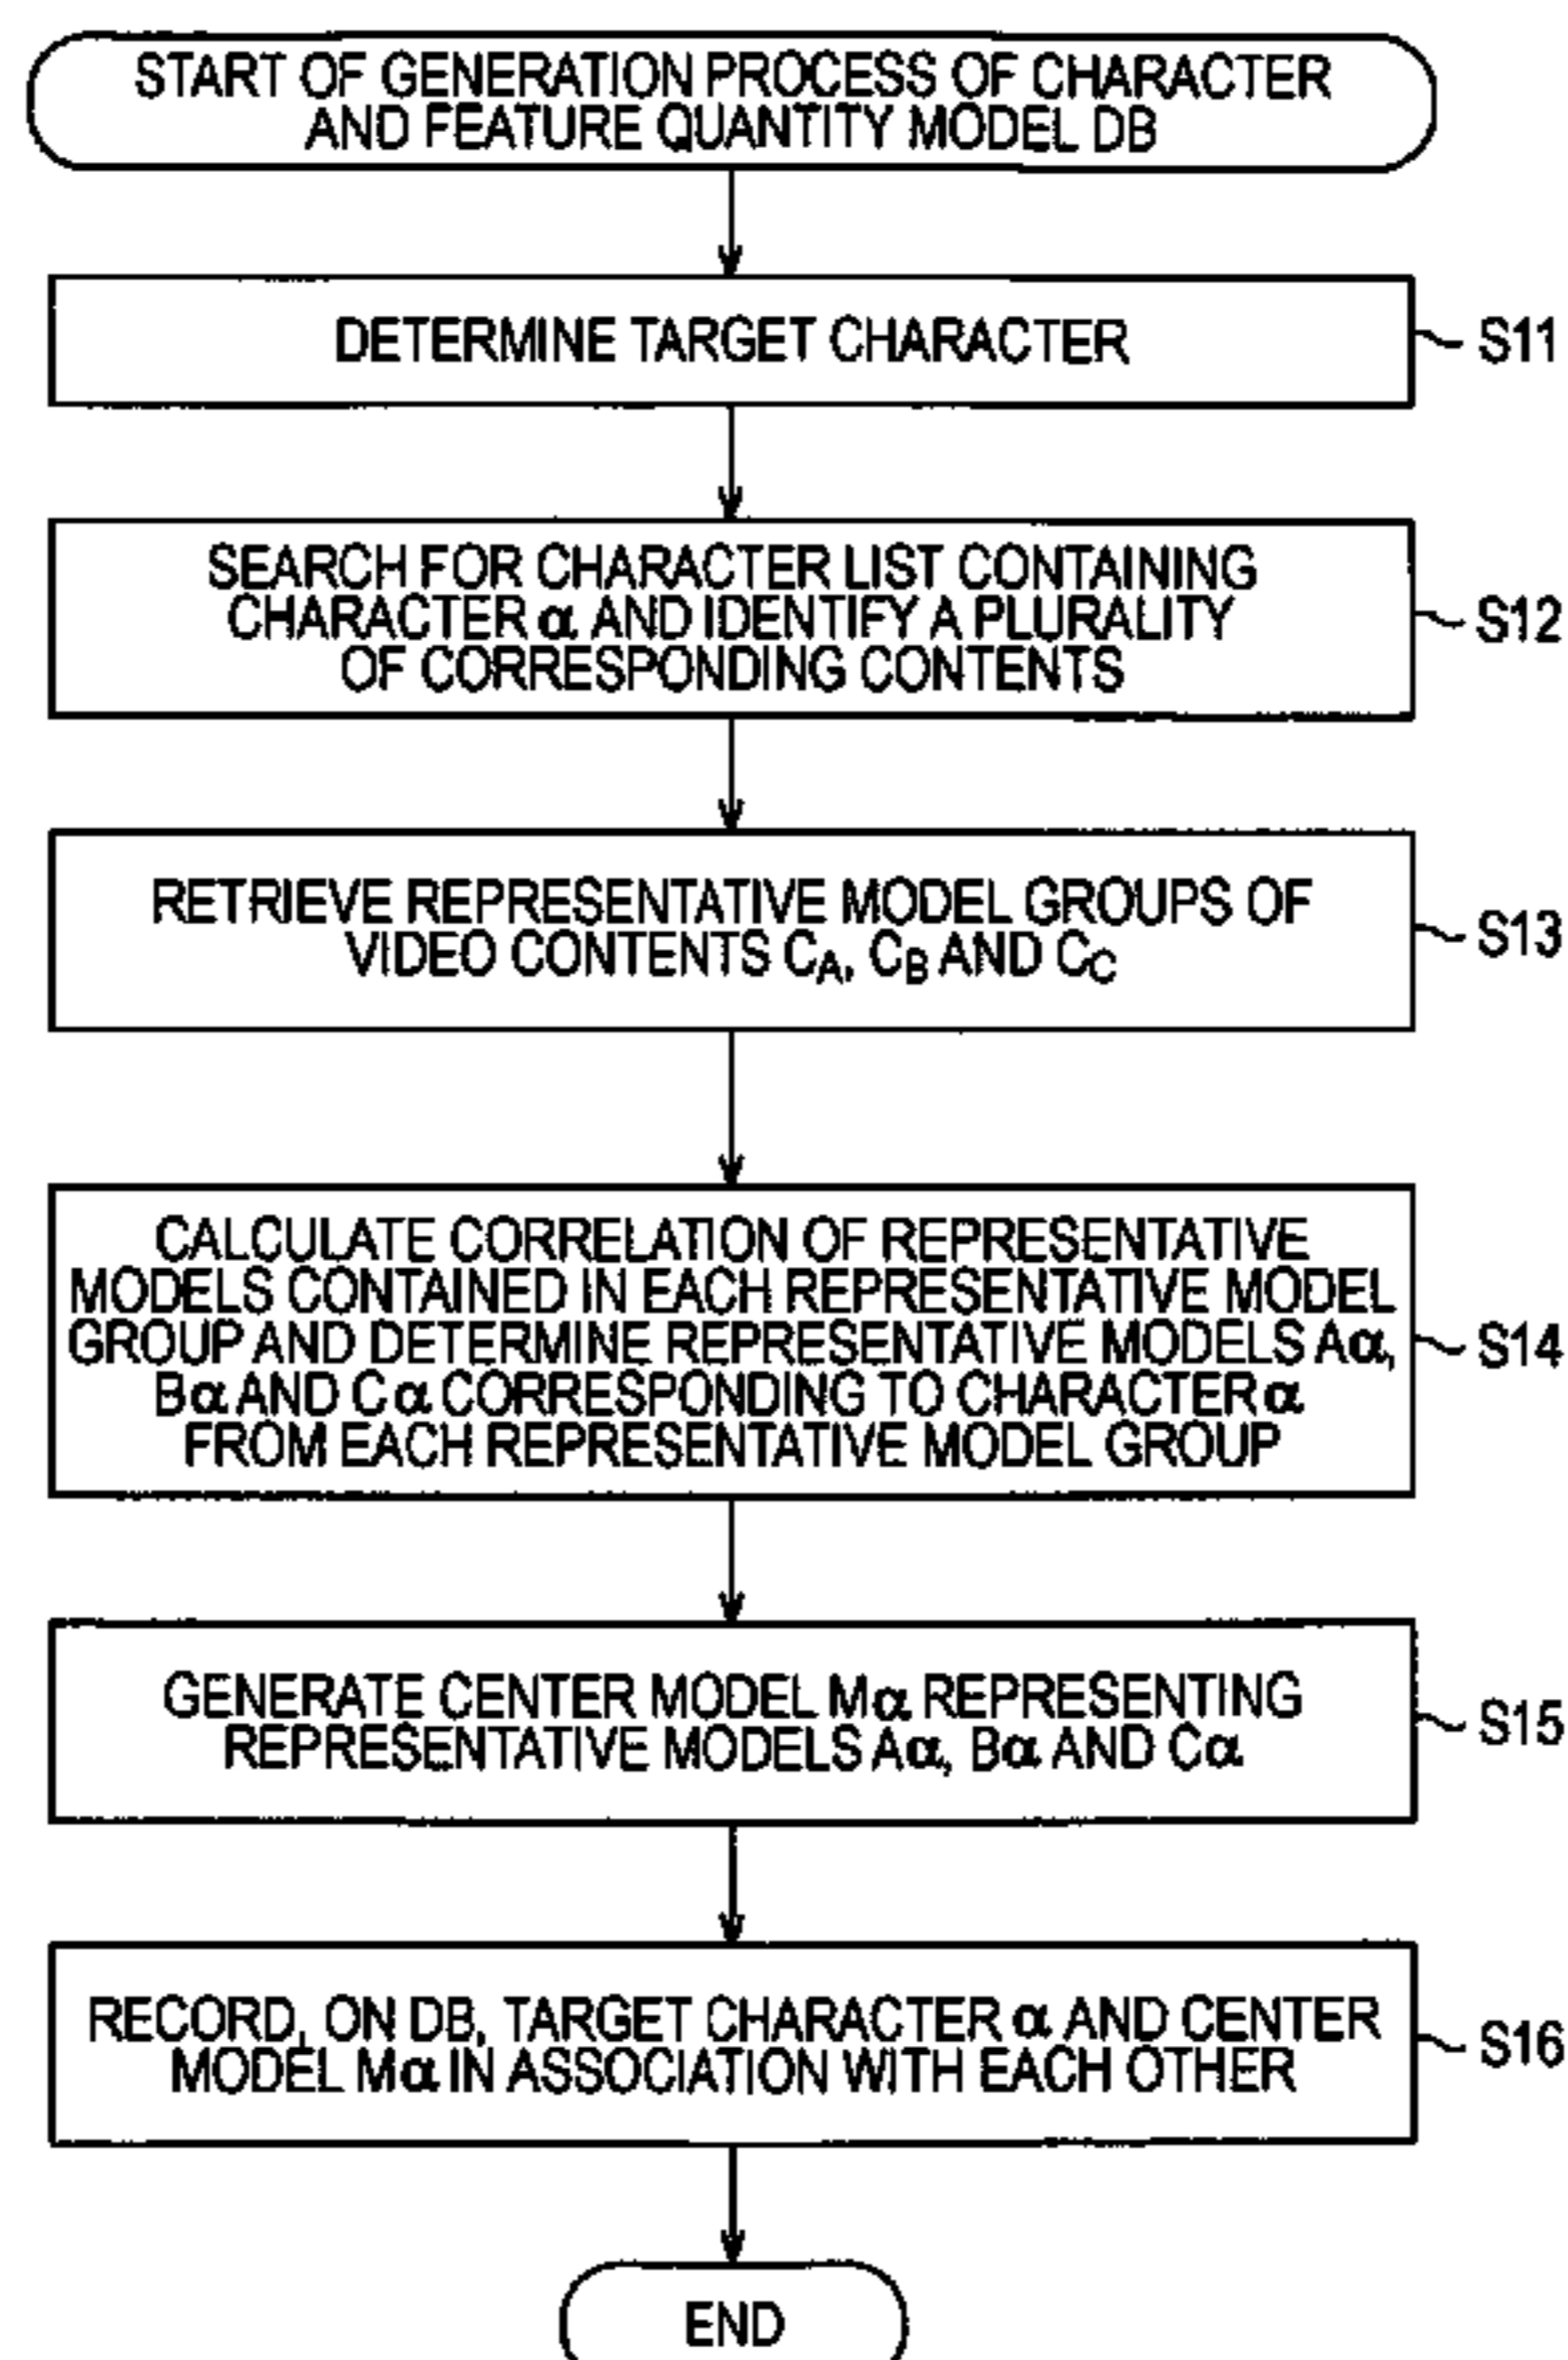 START OF GENERATION PROCESS OF CHARACTER
AND FEATURE QUANTITY MODEL DB
DETERMINE TARGET CHARACTER
S11
SEARCH FOR CHARACTER LIST CONTAINING
CHARACTER α AND IDENTIFY A PLURALITY
OF CORRESPONDING CONTENTS
S12
RETRIEVE REPRESENTATIVE MODEL GROUPS OF
VIDEO CONTENTS C_A, C_B AND C_C
S13
CALCULATE CORRELATION OF REPRESENTATIVE
MODELS CONTAINED IN EACH REPRESENTATIVE MODEL
GROUP AND DETERMINE REPRESENTATIVE MODELS Aα,
Bα AND Cα CORRESPONDING TO CHARACTER α
FROM EACH REPRESENTATIVE MODEL GROUP
S14
GENERATE CENTER MODEL Mα REPRESENTING
REPRESENTATIVE MODELS Aα, Bα AND Cα
S15
RECORD, ON DB, TARGET CHARACTER α AND CENTER
MODEL Mα IN ASSOCIATION WITH EACH OTHER
S16
END